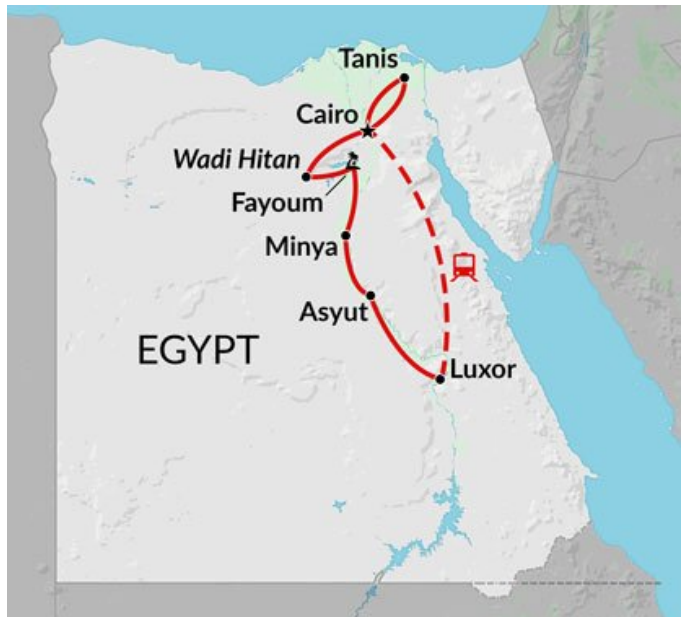 Tanis
Cairo
Wadi Hitan
Fayoum
Minya
Asyut
EGYPT
Luxor